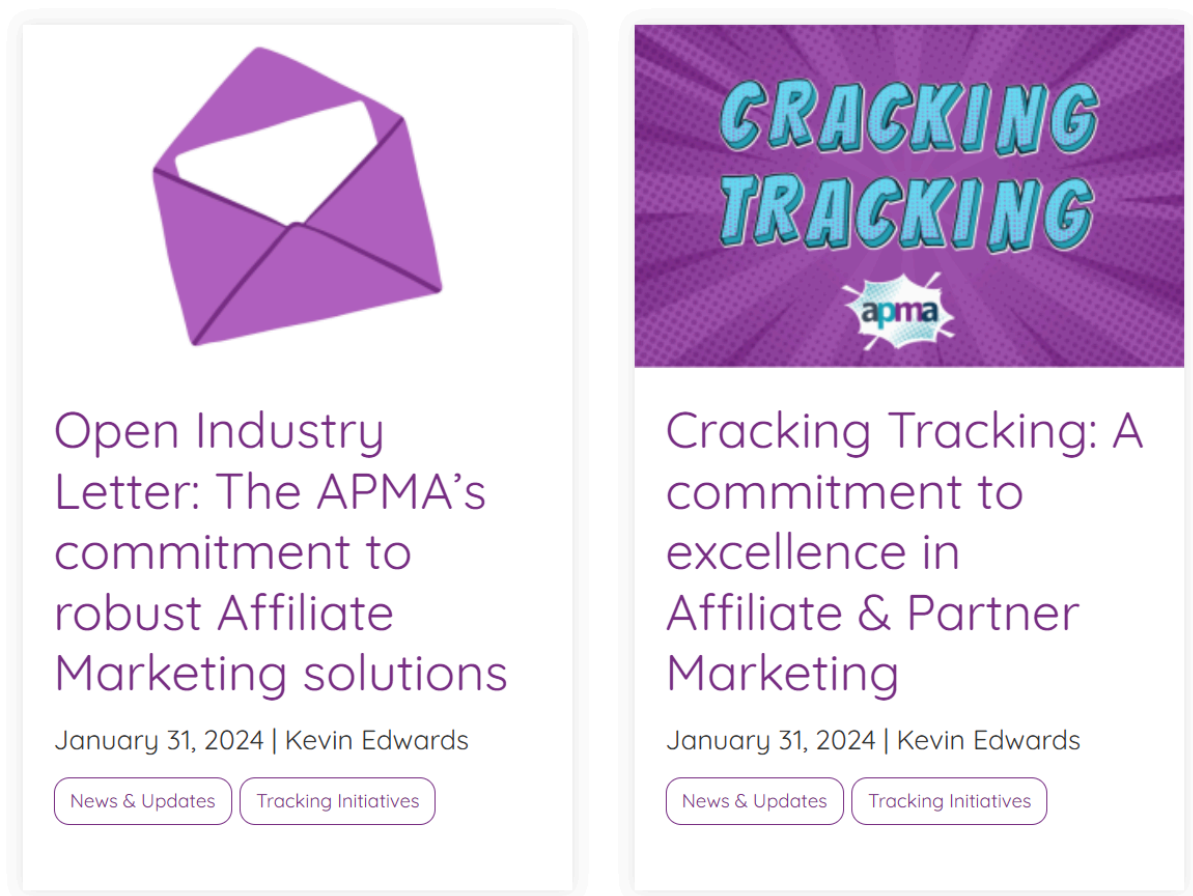 Open Industry
Letter: The APMA’s
commitment to
robust Affiliate
Marketing solutions
January 31, 2024 | Kevin Edwards
News & Updates
Tracking Initiatives
CRACKING
TRACKING
apma
Cracking Tracking: A
commitment to
excellence in
Affiliate & Partner
Marketing
January 31, 2024 | Kevin Edwards
News & Updates
Tracking Initiatives